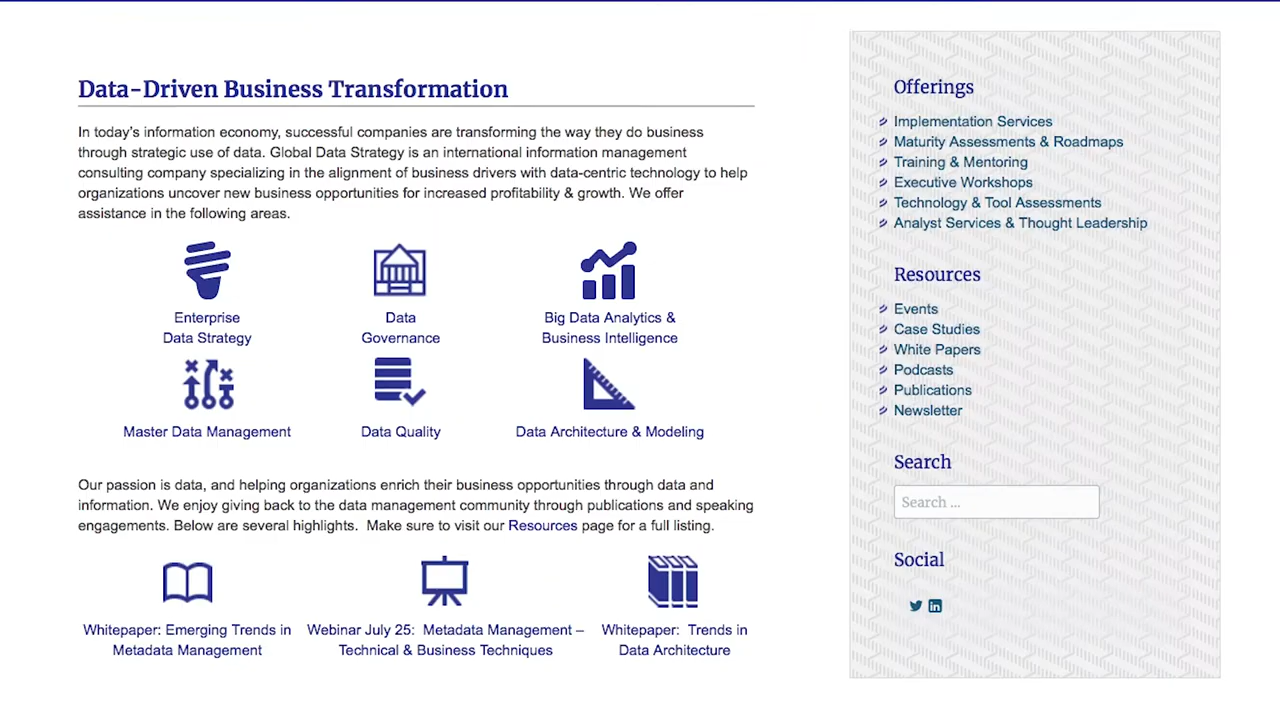 Data-Driven Business Transformation
In today's information economy, successful companies are transforming the way they do business
through strategic use of data. Global Data Strategy is an international information management
consulting company specializing in the alignment of business drivers with data-centric technology to help
organizations uncover new business opportunities for increased profitability & growth. We offer
assistance in the following areas.
Enterprise
Data Strategy
Data
Governance
Big Data Analytics &
Business Intelligence
Master Data Management
Data Quality
Data Architecture & Modeling
Our passion is data, and helping organizations enrich their business opportunities through data and
information. We enjoy giving back to the data management community through publications and speaking
engagements. Below are several highlights. Make sure to visit our Resources page for a full listing.
Whitepaper: Emerging Trends in
Metadata Management
Webinar July 25: Metadata Management –
Technical & Business Techniques
Whitepaper: Trends in
Data Architecture
Offerings
Implementation Services
Maturity Assessments & Roadmaps
Training & Mentoring
Executive Workshops
Technology & Tool Assessments
Analyst Services & Thought Leadership
Resources
Events
Case Studies
White Papers
Podcasts
Publications
Newsletter
Search
Search ...
Social